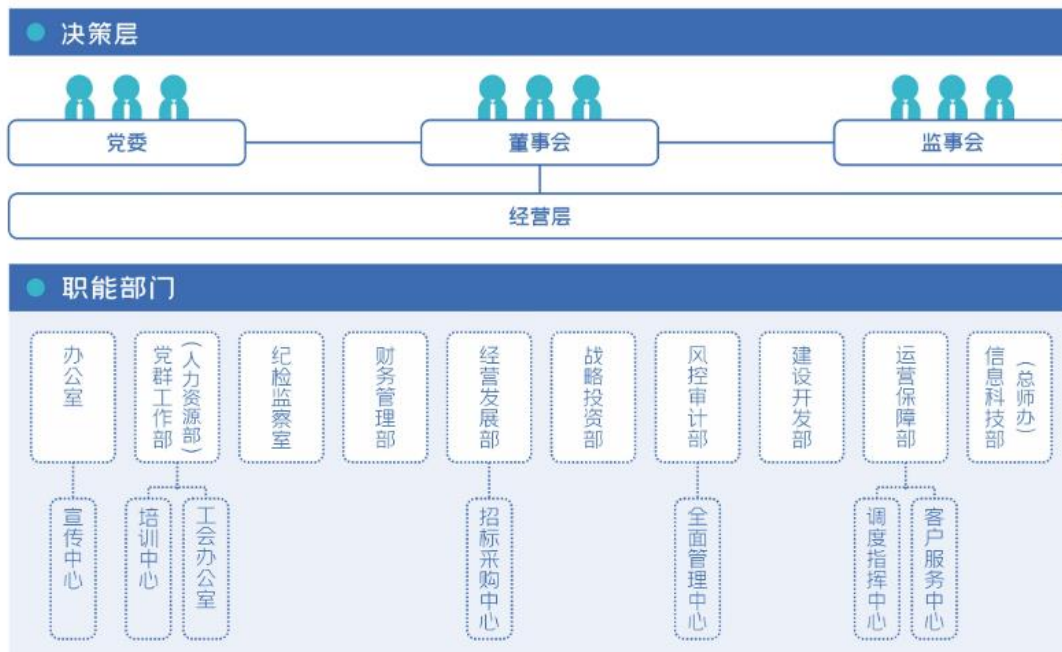 决策层
党委
董事会
监事会
经营层
职能部门
办公室
党群工作部
(人力资源部)
纪检监察室
财务管理部
经营发展部
战略投资部
风控审计部
建设开发部
运营保障部
信息科技部
(总师办)
宣传中心
培训中心
工会办公室
招标采购中心
全面管理中心
调度指挥中心
客户服务中心